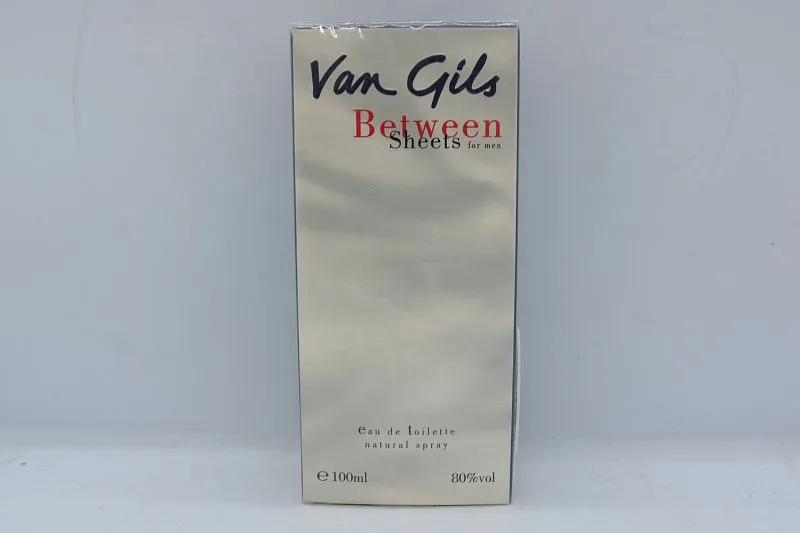 Van Gils
Between
Sheets for men
eau de toilette
natural spray
℮ 100ml 80%vol